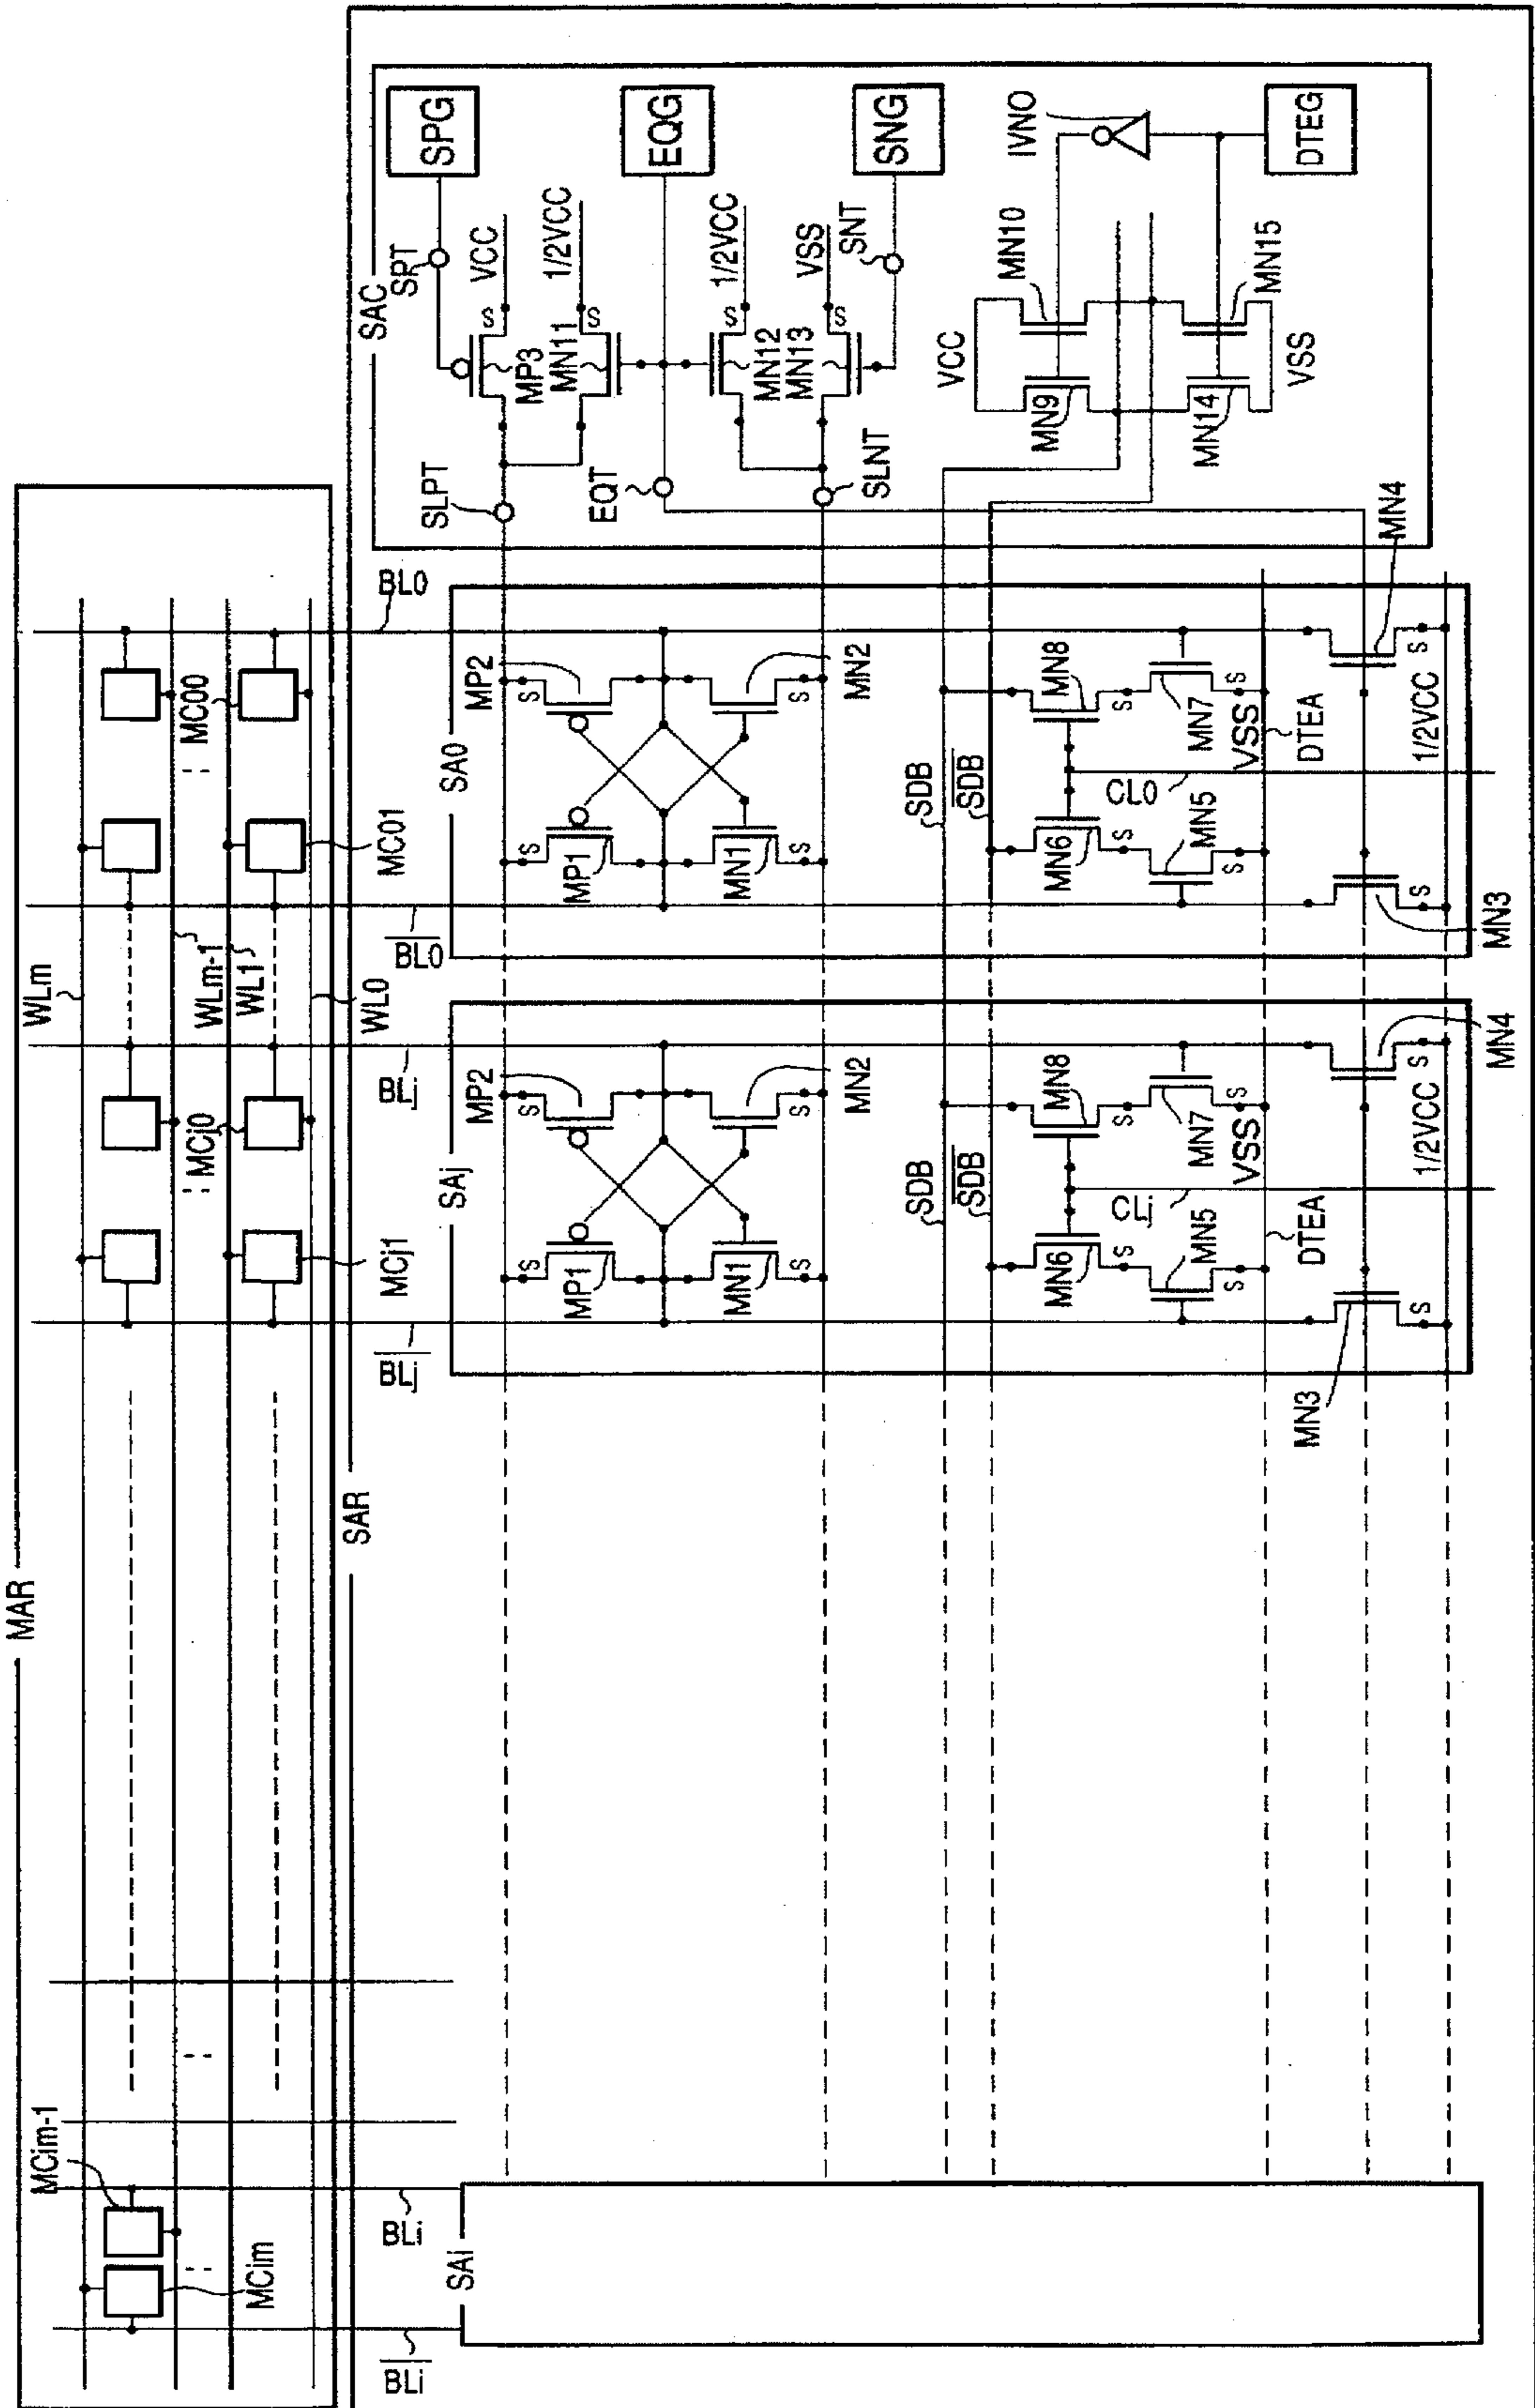 MAR
WLm
WLm-1
WL1
WL0
MCim-1
MCim
MCj0
MCj1
MC00
MC01
SAR
BLi
BLi
SAi
BLj
BLj
SAj
MP2
MP1
MN2
MN1
S
S
S
S
SDB
SDB
MN8
MN6
S
S
MN7
MN5
S
S
VSS
CLj
DTEA
1/2VCC
MN4
MN3
S
S
BL0
BL0
SA0
MP2
MP1
MN2
MN1
S
S
S
S
SDB
SDB
MN8
MN6
S
S
MN7
MN5
S
S
VSS
CL0
DTEA
1/2VCC
MN4
MN3
S
S
SAC
SPG
SPT
VCC
S
MP3
SLPT
1/2VCC
S
MN11
EQG
EQT
1/2VCC
S
MN12
MN13
VSS
S
SNT
SNG
SLNT
VCC
MN10
MN9
IVNO
MN15
MN14
VSS
DTEG